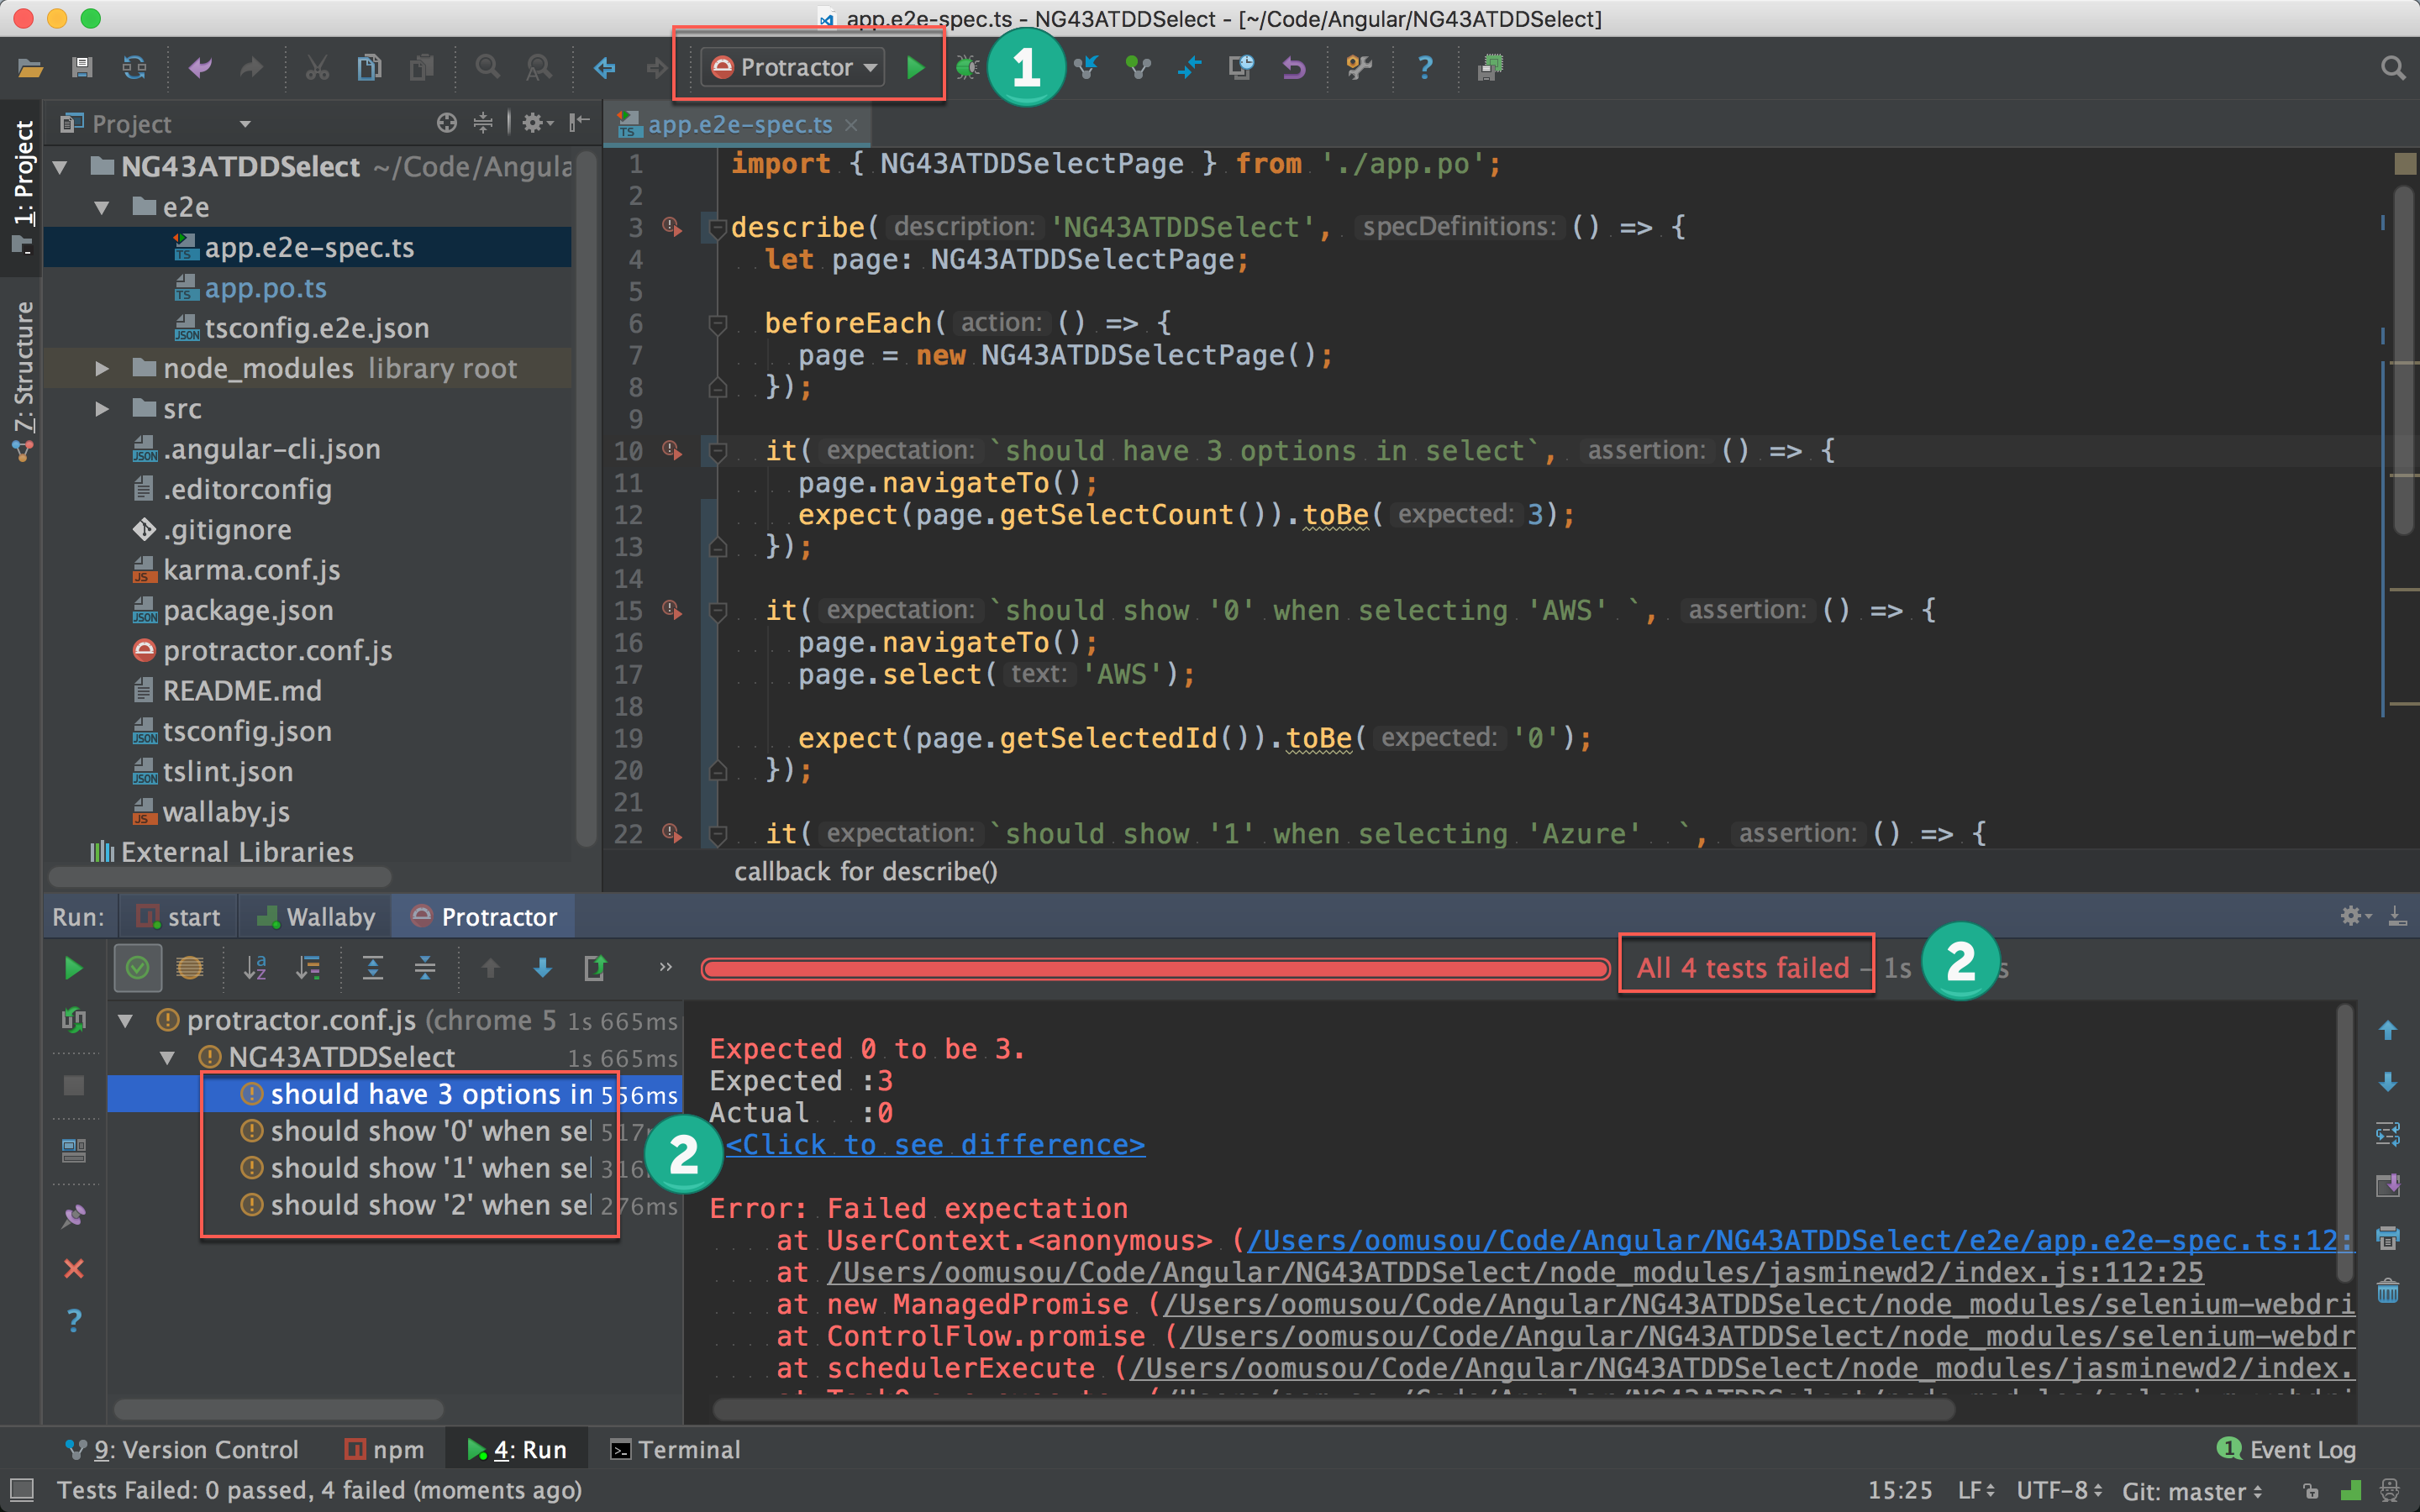 app.e2e-spec.ts - NG43ATDDSelect - [~/Code/Angular/NG43ATDDSelect]
Protractor
1
1: Project
Z: Structure
Project
NG43ATDDSelect ~/Code/Angula
e2e
app.e2e-spec.ts
app.po.ts
tsconfig.e2e.json
node_modules library root
src
.angular-cli.json
.editorconfig
.gitignore
karma.conf.js
package.json
protractor.conf.js
README.md
tsconfig.json
tslint.json
wallaby.js
External Libraries
app.e2e-spec.ts
1 import { NG43ATDDSelectPage } from './app.po';
2
3 describe( description: 'NG43ATDDSelect', specDefinitions: () => {
4 let page: NG43ATDDSelectPage;
5
6 beforeEach( action: () => {
7 page = new NG43ATDDSelectPage();
8 });
9
10 it( expectation: `should have 3 options in select`, assertion: () => {
11 page.navigateTo();
12 expect(page.getSelectCount()).toBe( expected: 3);
13 });
14
15 it( expectation: `should show '0' when selecting 'AWS' `, assertion: () => {
16 page.navigateTo();
17 page.select( text: 'AWS');
18
19 expect(page.getSelectedId()).toBe( expected: '0');
20 });
21
22 it( expectation: `should show '1' when selecting 'Azure' `, assertion: () => {
callback for describe()
Run: start Wallaby Protractor
All 4 tests failed – 1s
2
protractor.conf.js (chrome 5 1s 665ms
NG43ATDDSelect 1s 665ms
should have 3 options in 556ms
should show '0' when sel 517
should show '1' when sel 316
should show '2' when sel 276ms
2
Expected 0 to be 3.
Expected :3
Actual :0
<Click to see difference>
Error: Failed expectation
at UserContext.<anonymous> (/Users/oomusou/Code/Angular/NG43ATDDSelect/e2e/app.e2e-spec.ts:12:
at /Users/oomusou/Code/Angular/NG43ATDDSelect/node_modules/jasminewd2/index.js:112:25
at new ManagedPromise (/Users/oomusou/Code/Angular/NG43ATDDSelect/node_modules/selenium-webdri
at ControlFlow.promise (/Users/oomusou/Code/Angular/NG43ATDDSelect/node_modules/selenium-webdr
at schedulerExecute (/Users/oomusou/Code/Angular/NG43ATDDSelect/node_modules/jasminewd2/index.
9: Version Control npm 4: Run Terminal
1 Event Log
Tests Failed: 0 passed, 4 failed (moments ago)
15:25 LF UTF-8 Git: master